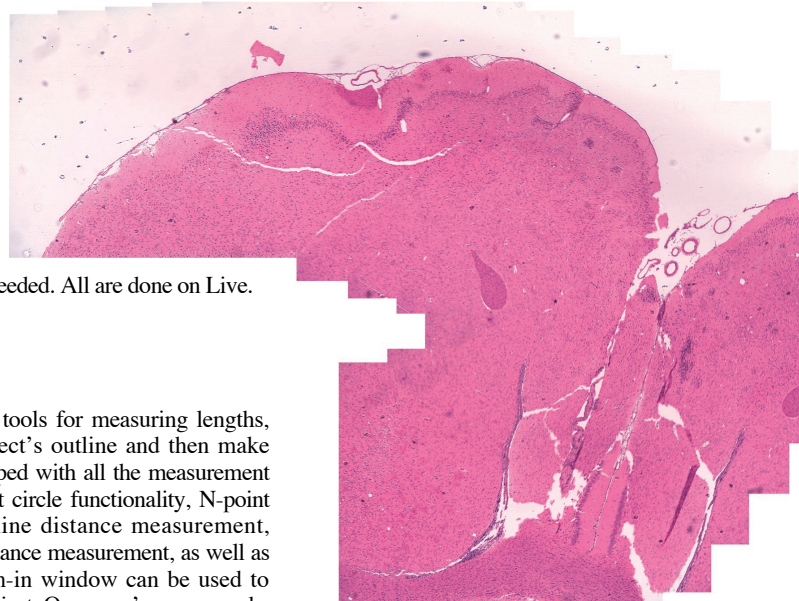 eeded. All are done on Live.
tools for measuring lengths,
ect's outline and then make
ped with all the measurement
t circle functionality, N-point
ine distance measurement,
ance measurement, as well as
n-in window can be used to